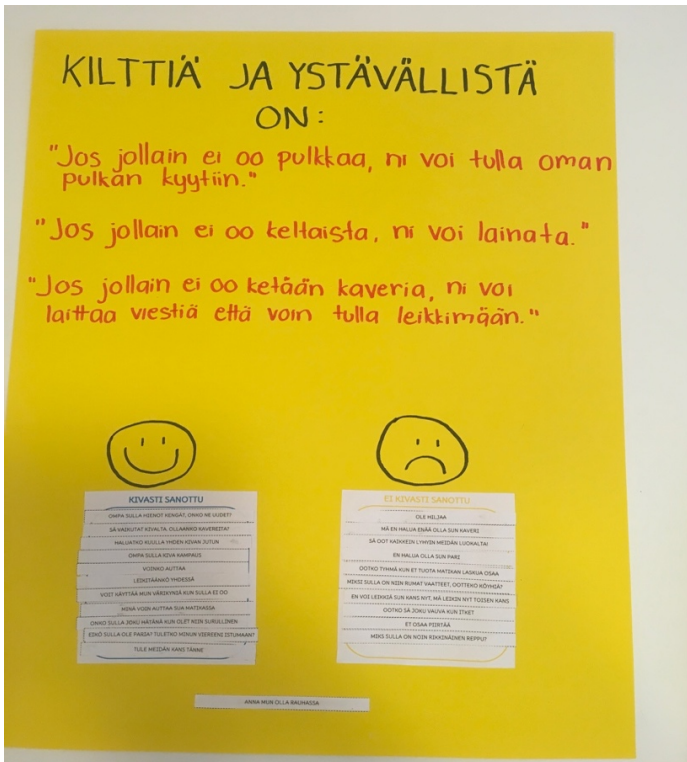 KILTTIÄ JA YSTÄVÄLLISTÄ
ON:
"Jos jollain ei oo pulkkaa, ni voi tulla oman
pulkan kyytiin."
"Jos jollain ei oo keltaista, ni voi lainata."
"Jos jollain ei oo ketään kaveria, ni voi
laittaa viestiä että voin tulla leikkimään."
KIVASTI SANOTTU
OMPA SULLA HIENOT KENGÄT, ONKO NE UUDET?
SÄ VAIKUTAT KIVALTA. OLLAANKO KAVEREITA?
HALUATKO KUULLA YHDEN KIVAN JUTUN
OMPA SULLA KIVA KAMPAUS
VOINKO AUTTAA
LEIKITÄÄNKÖ YHDESSÄ
VOIT KÄYTTÄÄ MUN VÄRIKYNIÄ KUN SULLA EI OO
MINÄ VOIN AUTTAA SUA MATIKASSA
ONKO SULLA JOKU HÄTÄNÄ KUN OLET NIIN SURULLINEN
EIKÖ SULLA OLE PARIA? TULETKO MINUN VIEREENI ISTUMAAN?
TULE MEIDÄN KANS TÄNNE
EI KIVASTI SANOTTU
OLE HILJAA
MÄ EN HALUA ENÄÄ OLLA SUN KAVERI
SÄ OOT KAIKKEIN LYHYIN MEIDÄN LUOKALTA!
EN HALUA OLLA SUN PARI
OOTKO TYHMÄ KUN ET TUOTA MATIKAN LASKUA OSAA
MIKSI SULLA ON NIIN RUMAT VAATTEET, OOTTEKO KÖYHIÄ?
EN VOI LEIKKIÄ SUN KANS NYT, MÄ LEIKIN NYT TOISEN KANS
OOTKO SÄ JOKU VAUVA KUN ITKET
ET OSAA PIIRTÄÄ
MIKS SULLA ON NOIN RIKKINÄINEN REPPU?
ANNA MUN OLLA RAUHASSA